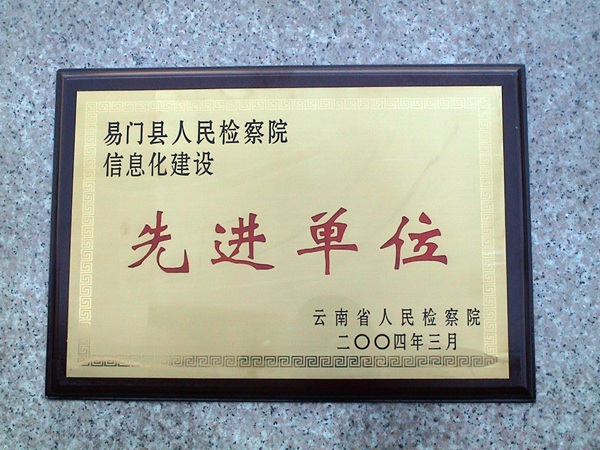 易门县人民检察院
信息化建设
先进单位
云南省人民检察院
二〇〇四年三月